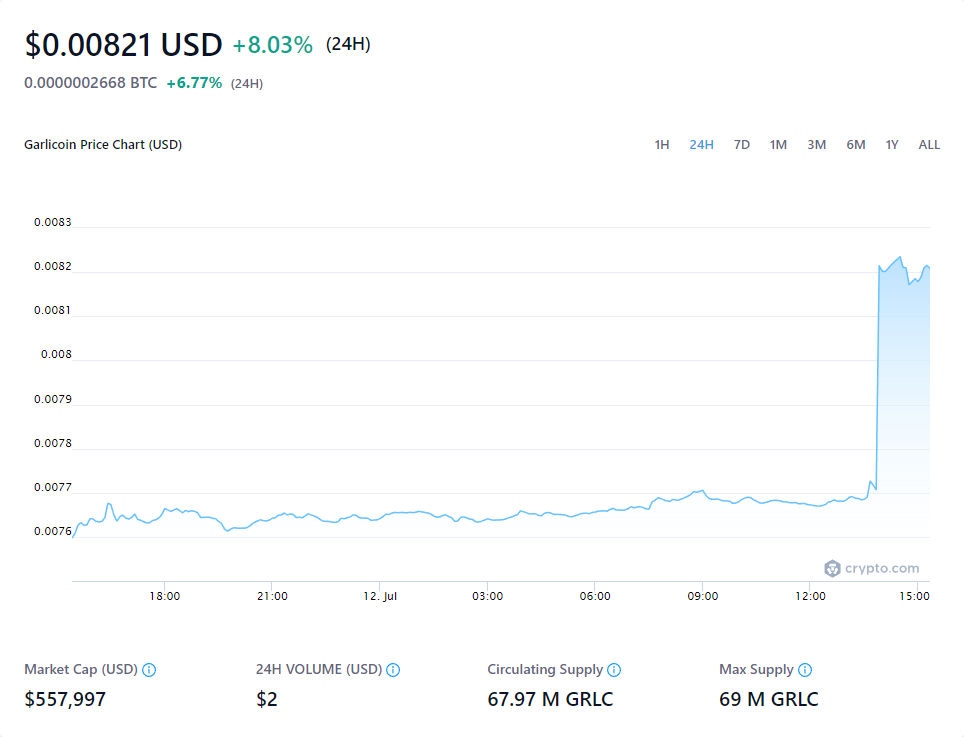 $0.00821 USD +8.03% (24H)
0.0000002668 BTC +6.77% (24H)
Garlicoin Price Chart (USD) 1H 24H 7D 1M 3M 6M 1Y ALL
0.0083
0.0082
0.0081
0.008
0.0079
0.0078
0.0077
0.0076
crypto.com
18:00 21:00 12. Jul 03:00 06:00 09:00 12:00 15:00
Market Cap (USD) 24H VOLUME (USD) Circulating Supply Max Supply
$557,997 $2 67.97 M GRLC 69 M GRLC